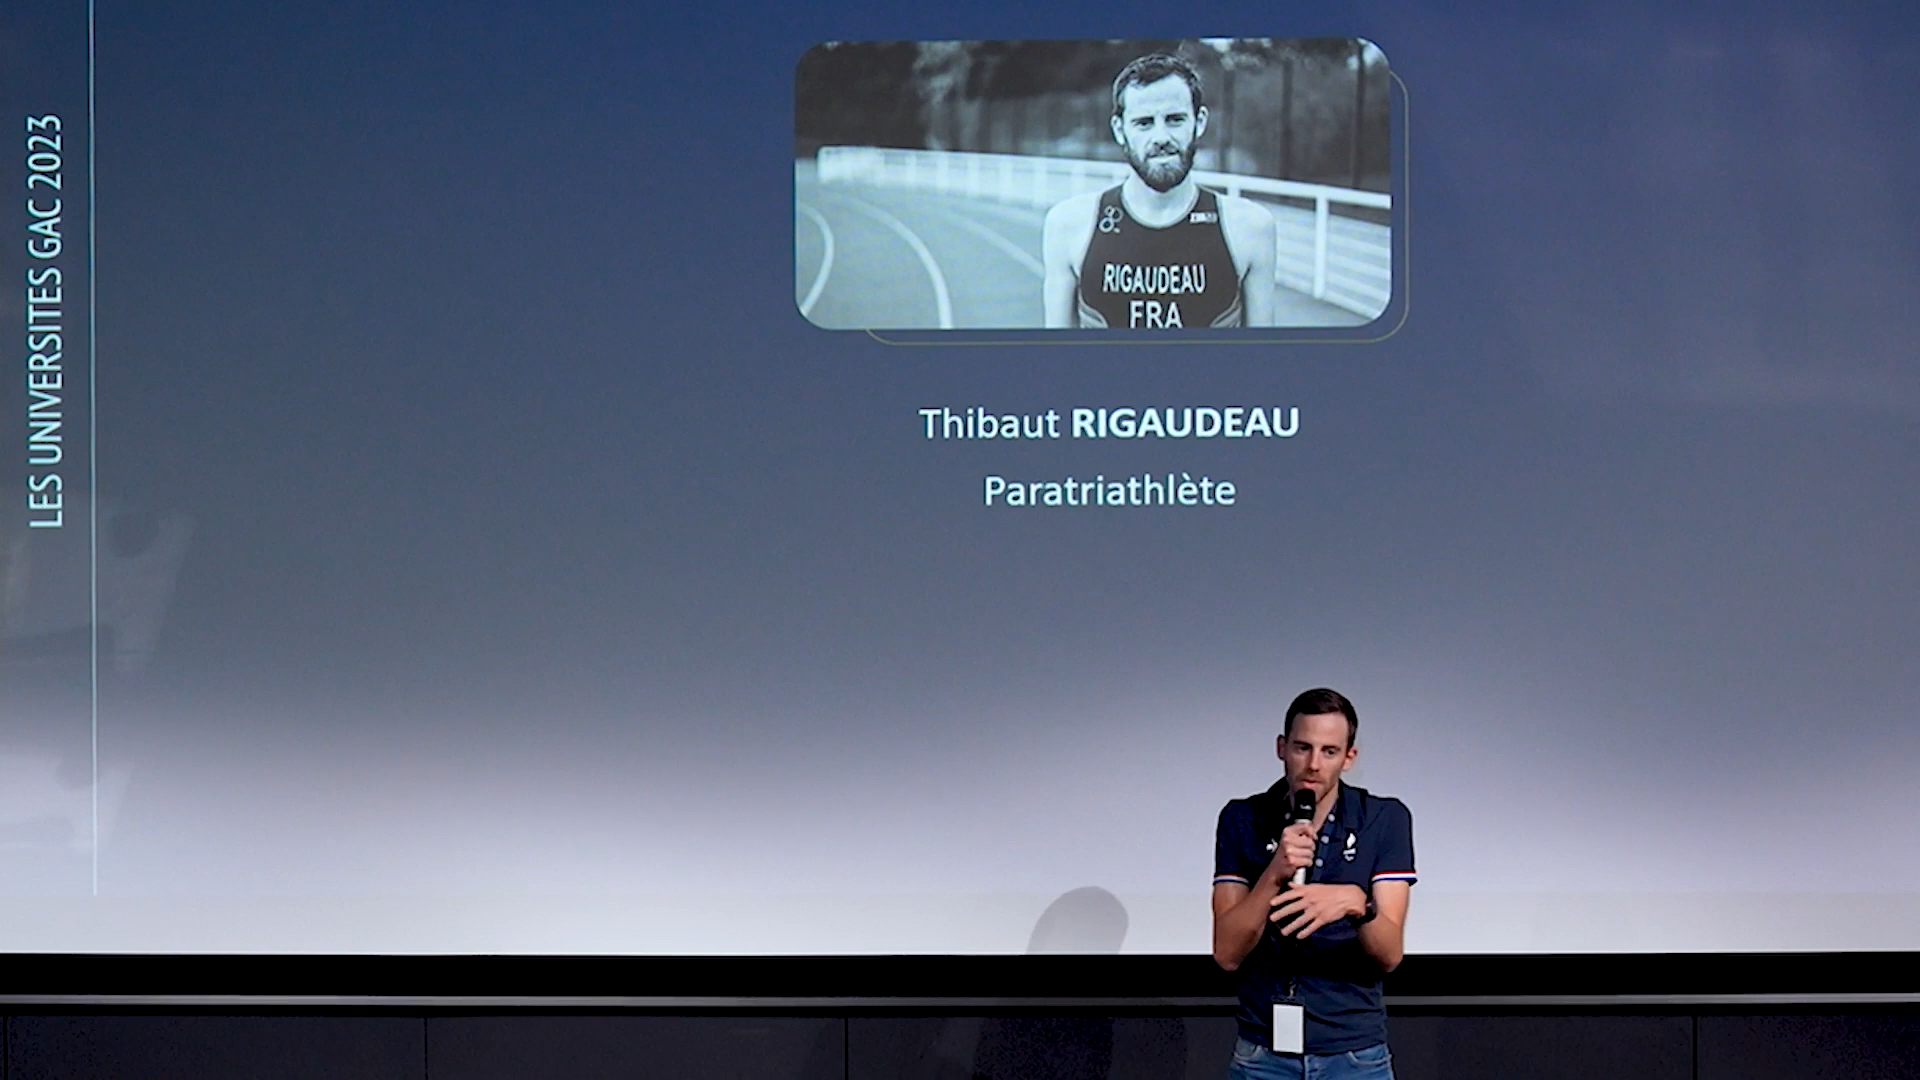 LES UNIVERSITES GAC 2023
RIGAUDEAU
FRA
Thibaut RIGAUDEAU
Paratriathlète